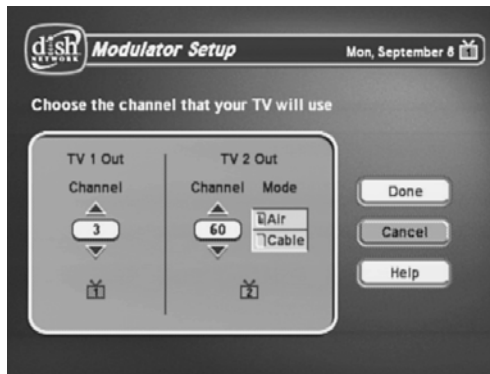 dish
NETWORK
Modulator Setup
Mon, September 8
1
Choose the channel that your TV will use
TV 1 Out
Channel
3
1
TV 2 Out
Channel Mode
60
Air
Cable
2
Done
Cancel
Help